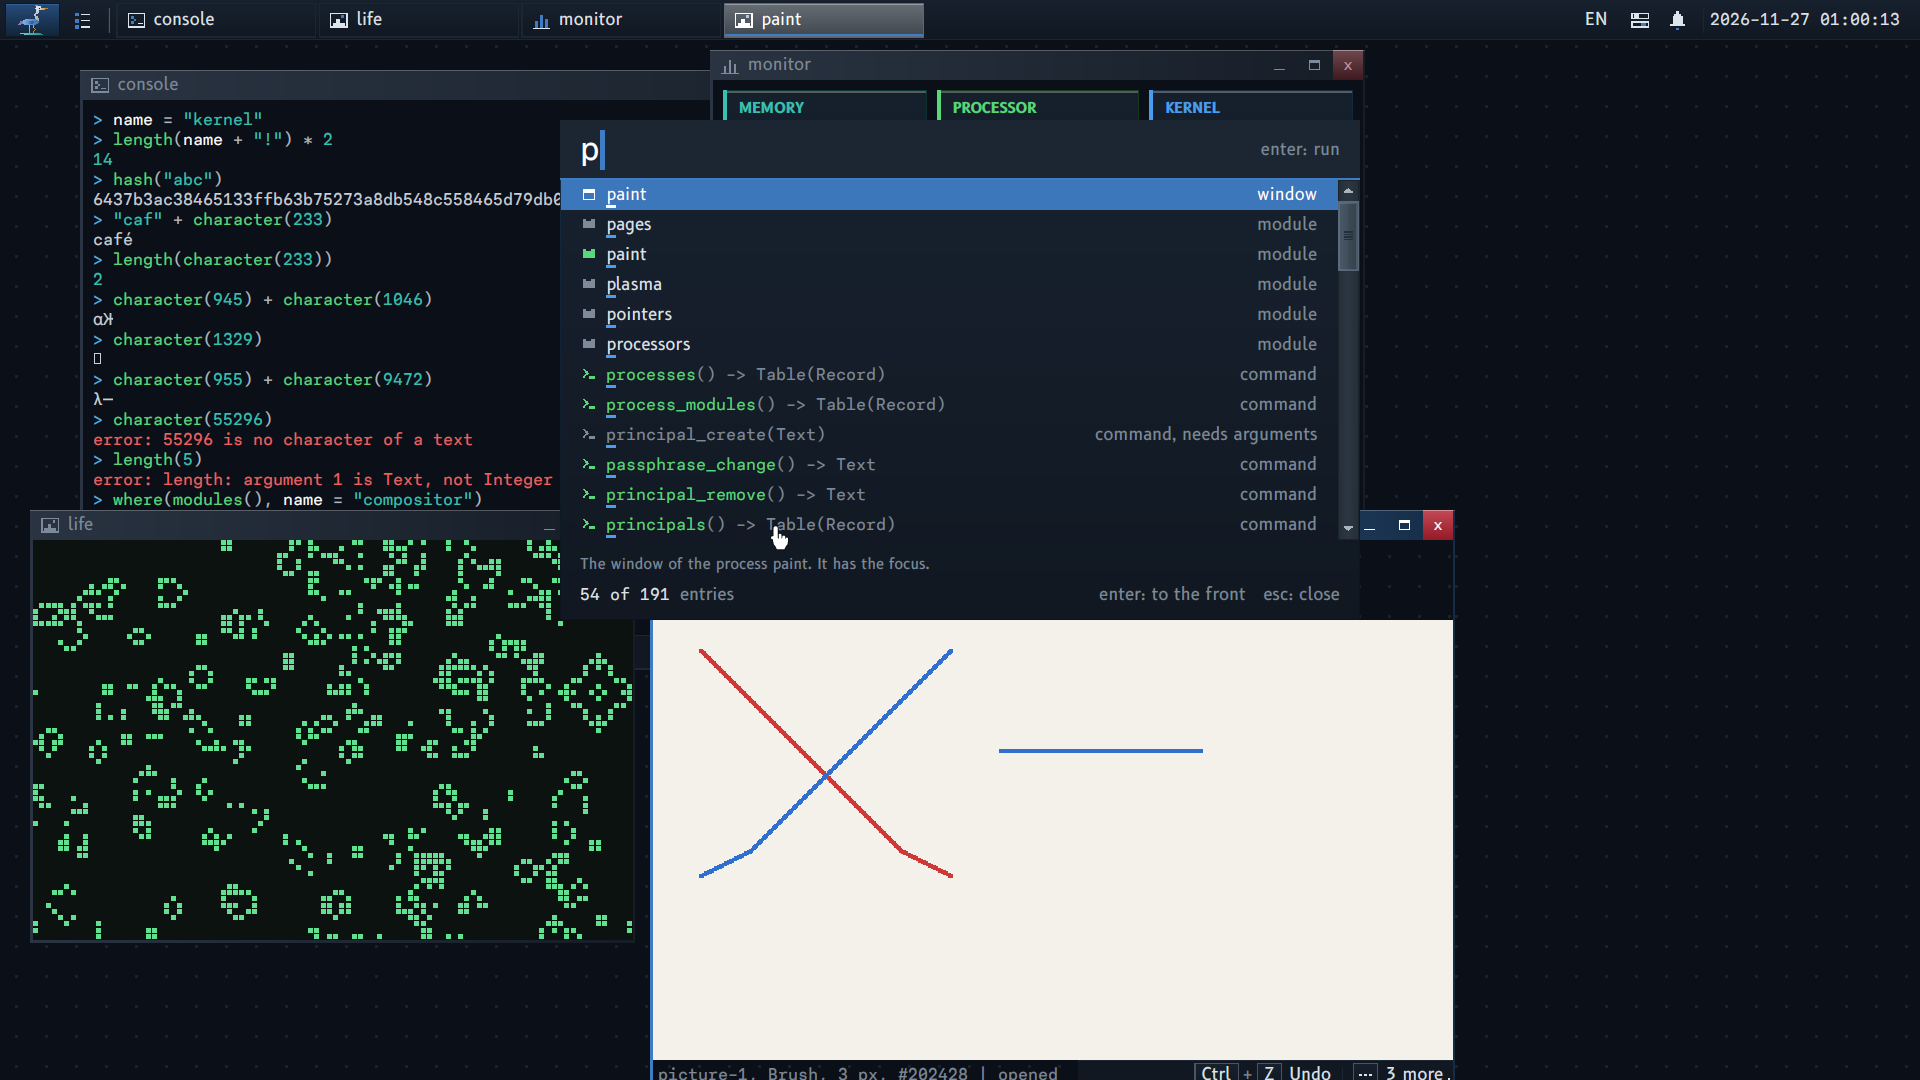 console
life
monitor
paint
EN
2026-11-27 01:00:13
console
> name = "kernel"
> length(name + "!") * 2
14
> hash("abc")
6437b3ac38465133ffb63b75273a8db548c558465d79db0
> "caf" + character(233)
café
> length(character(233))
2
> character(945) + character(1046)
αЖ
> character(1329)
> character(955) + character(9472)
λ─
> character(55296)
error: 55296 is no character of a text
> length(5)
error: length: argument 1 is Text, not Integer
> where(modules(), name = "compositor")
monitor
x
MEMORY
PROCESSOR
KERNEL
p
enter: run
paint window
pages module
paint module
plasma module
pointers module
processors module
processes() -> Table(Record) command
process_modules() -> Table(Record) command
principal_create(Text) command, needs arguments
passphrase_change() -> Text command
principal_remove() -> Text command
principals() -> Table(Record) command
The window of the process paint. It has the focus.
54 of 191 entries
enter: to the front esc: close
life
x
picture-1, Brush, 3 px, #202428 | opened
Ctrl + Z Undo
3 more.